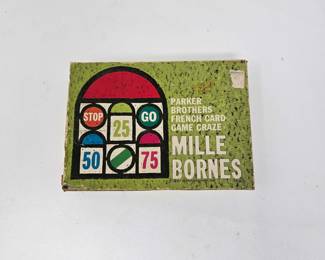 PARKER
BROTHERS
FRENCH CARD
GAME CRAZE
MILLE
BORNES
STOP
25
GO
50
75